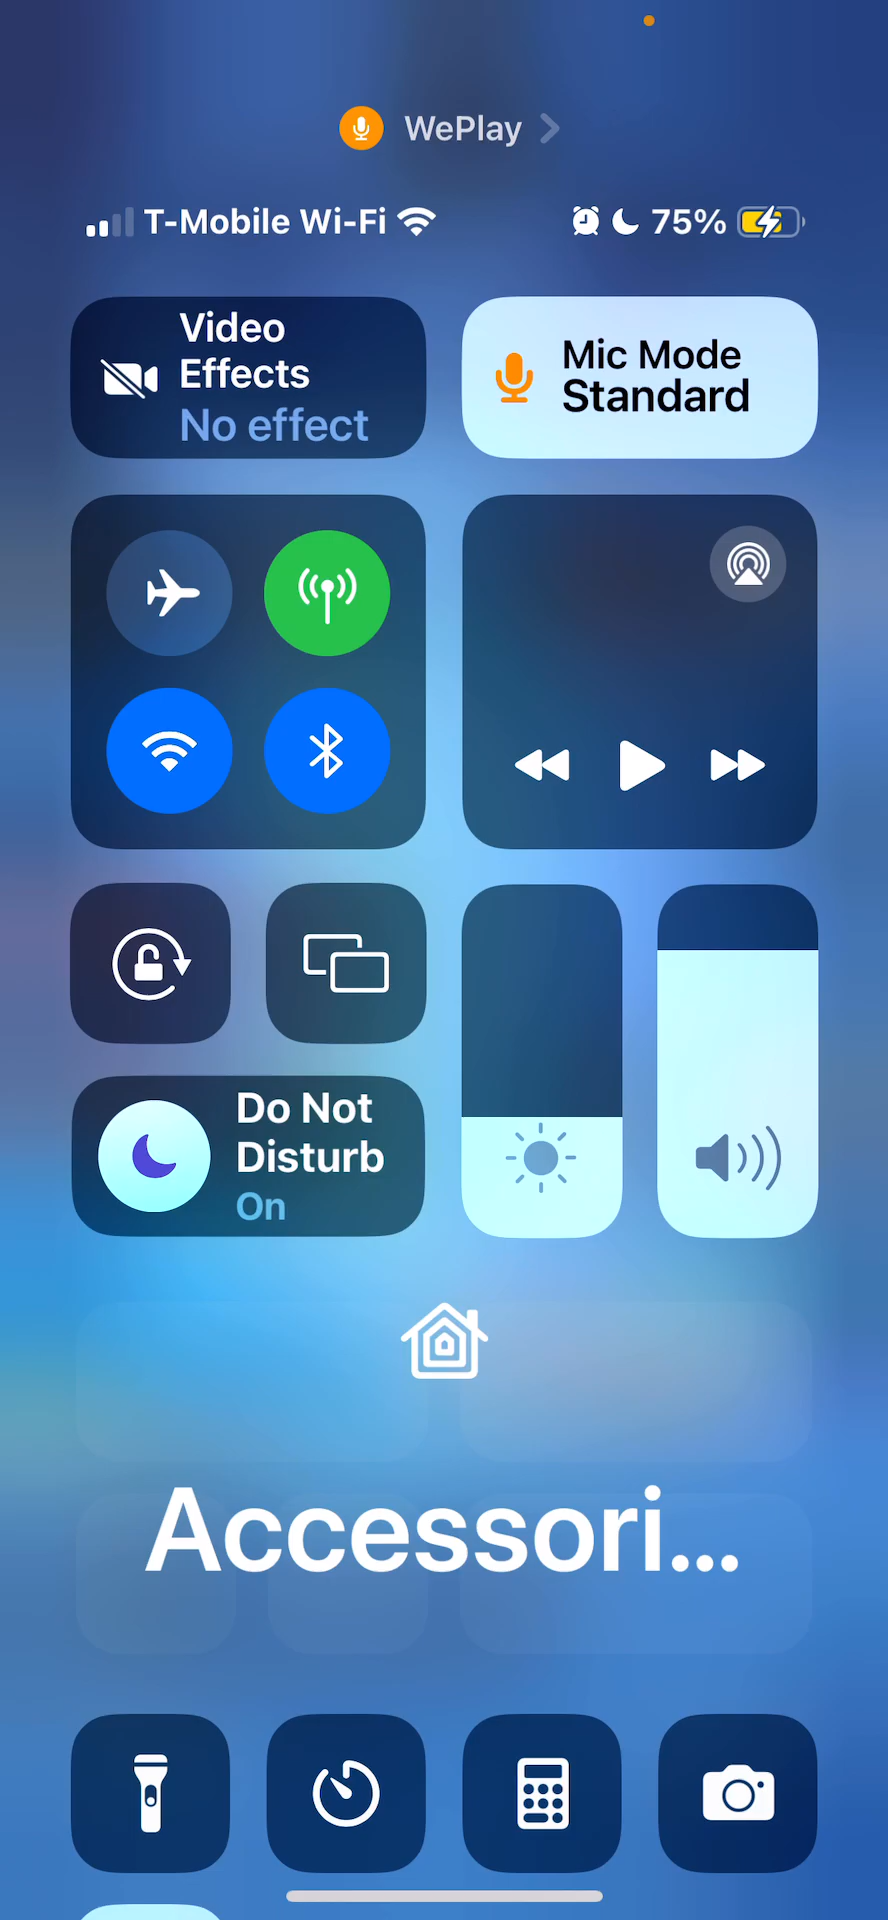 WePlay
T-Mobile Wi-Fi
75%
Video
Effects
No effect
Mic Mode
Standard
Do Not
Disturb
On
Accessori...